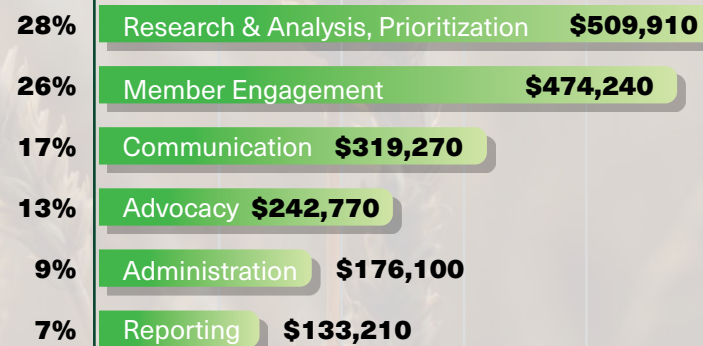 28% Research & Analysis, Prioritization $509,910
26% Member Engagement $474,240
17% Communication $319,270
13% Advocacy $242,770
9% Administration $176,100
7% Reporting $133,210